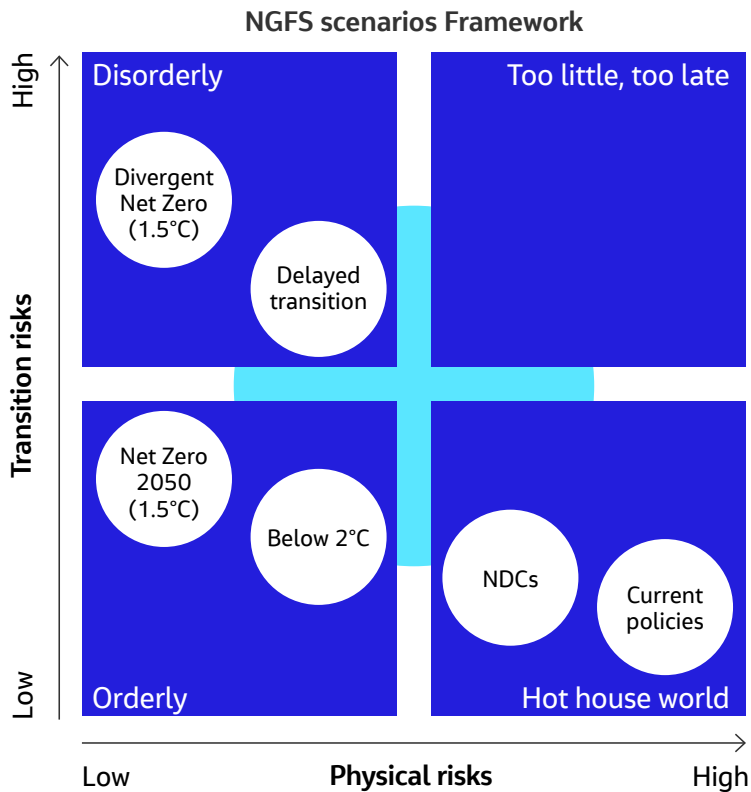 NGFS scenarios Framework
High
Disorderly
Too little, too late
Divergent
Net Zero
(1.5°C)
Delayed
transition
Transition risks
Net Zero
2050
(1.5°C)
Below 2°C
NDCs
Current
policies
Low
Orderly
Hot house world
Low
Physical risks
High